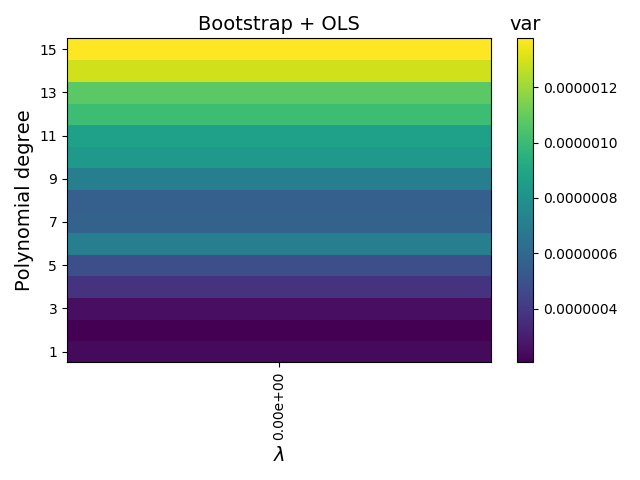 Bootstrap + OLS
var
Polynomial degree
15
13
11
9
7
5
3
1
0.0000012
0.0000010
0.0000008
0.0000006
0.0000004
0.00e+00
λ